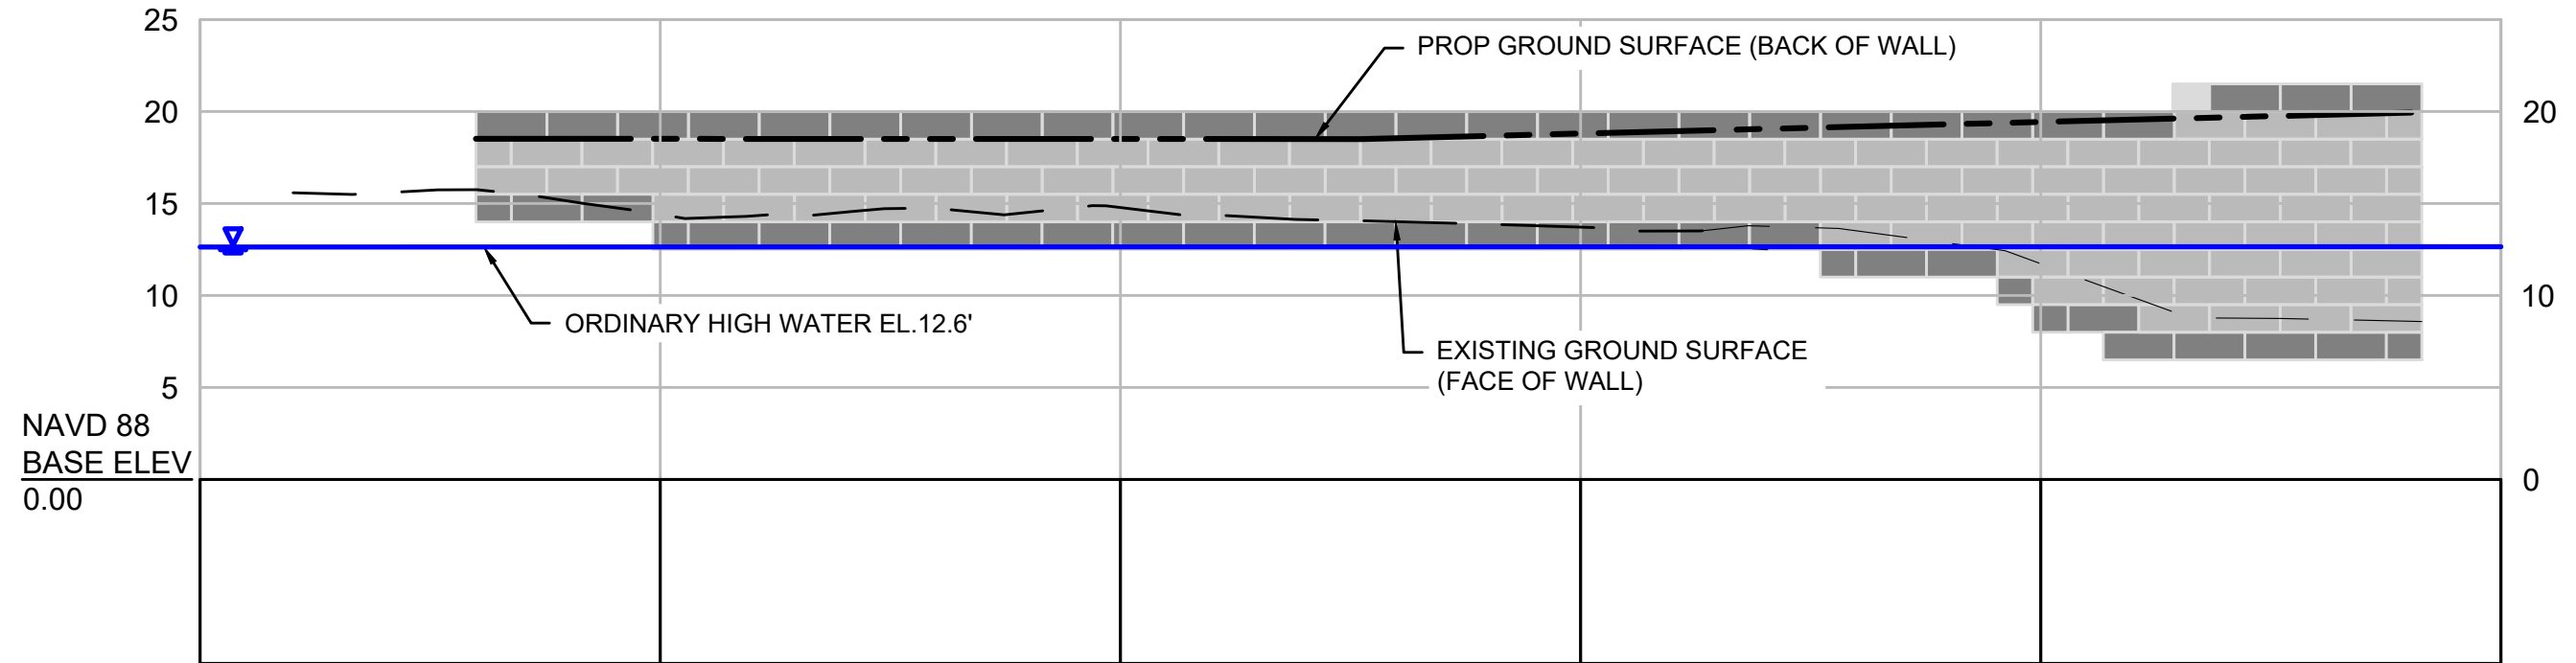 25
PROP GROUND SURFACE (BACK OF WALL)
20
20
15
10
10
ORDINARY HIGH WATER EL.12.6'
EXISTING GROUND SURFACE
(FACE OF WALL)
5
NAVD 88
BASE ELEV
0.00
0